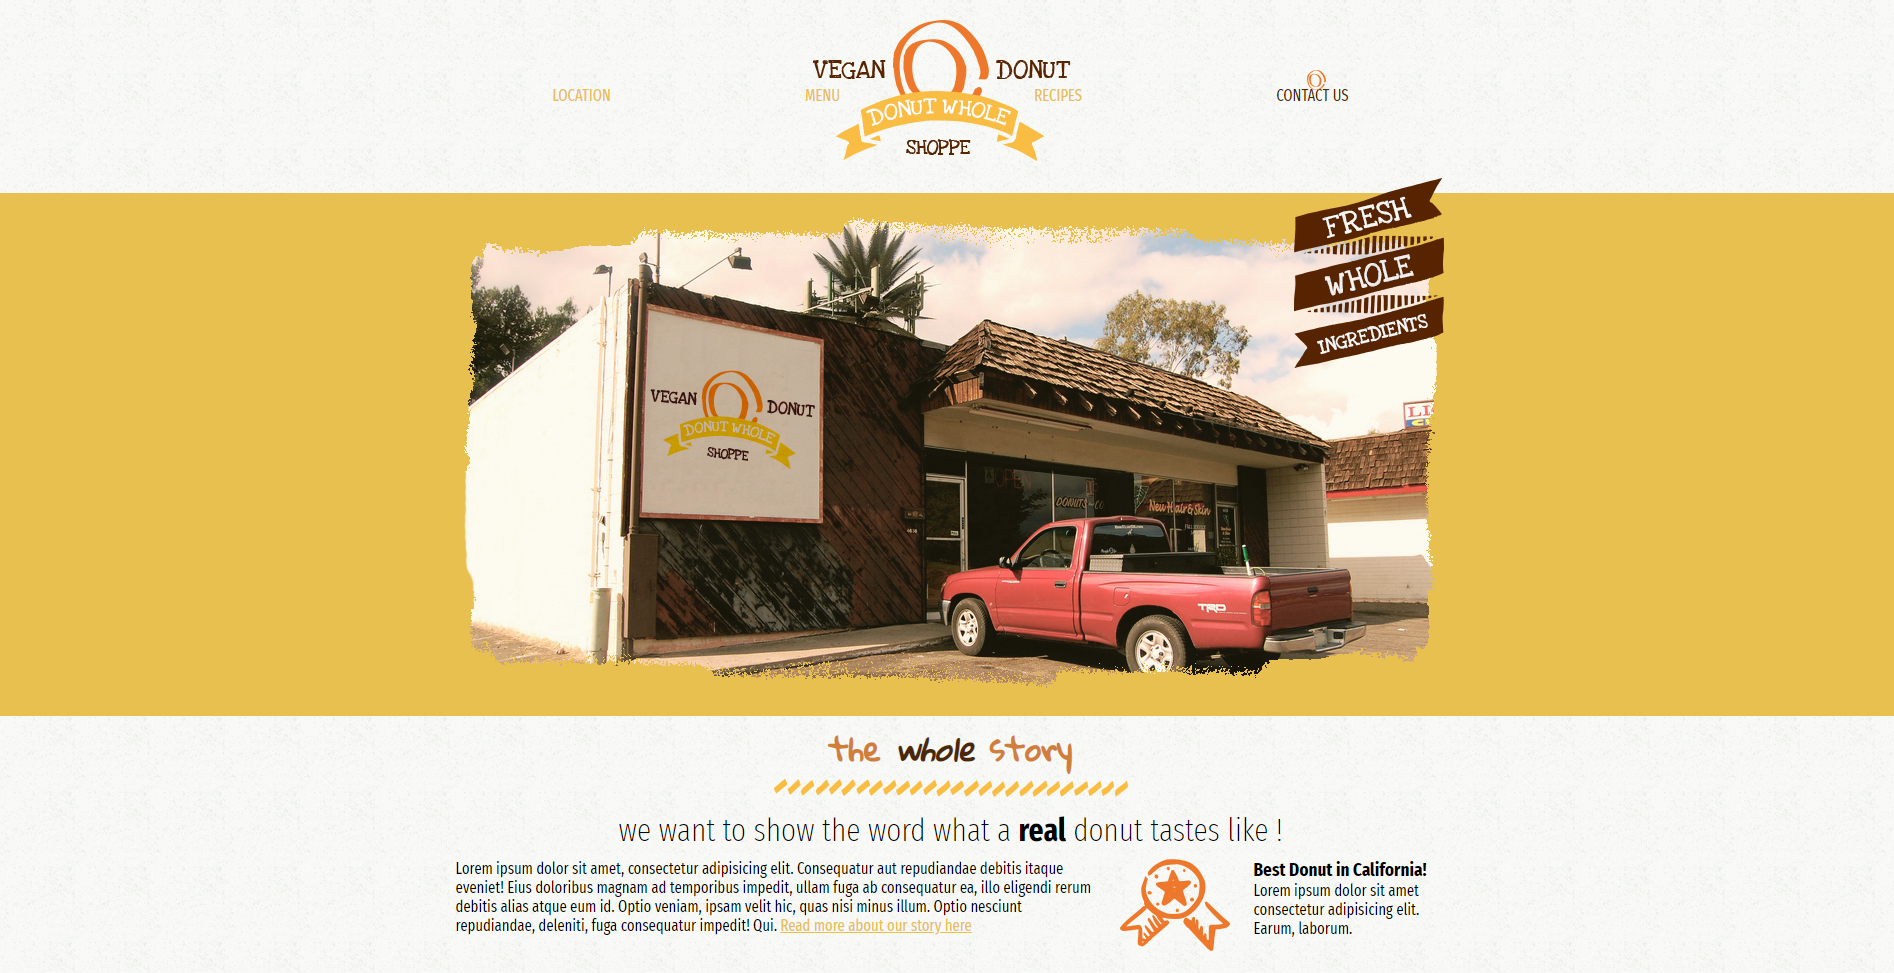 VEGAN DONUT
LOCATION MENU RECIPES CONTACT US
DONUT WHOLE
SHOPPE
FRESH
WHOLE
INGREDIENTS
VEGAN DONUT
DONUT WHOLE
SHOPPE
DONUTS
New Hair & Skin
TRD
the whole story
we want to show the word what a real donut tastes like !
Lorem ipsum dolor sit amet, consectetur adipisicing elit. Consequatur aut repudiandae debitis itaque
eveniet! Eius doloribus magnam ad temporibus impedit, ullam fuga ab consequatur ea, illo eligendi rerum
debitis alias atque eum id. Optio veniam, ipsam velit hic, quas nisi minus illum. Optio nesciunt
repudiandae, deleniti, fuga consequatur impedit! Qui. Read more about our story here
Best Donut in California!
Lorem ipsum dolor sit amet
consectetur adipisicing elit.
Earum, laborum.